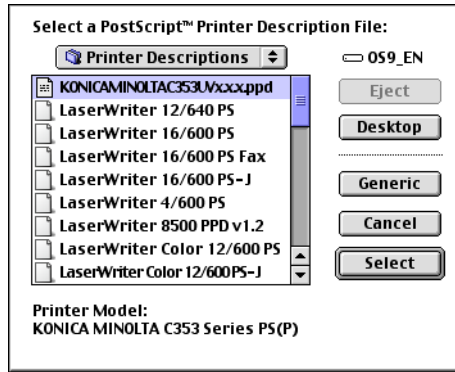 Select a PostScript™ Printer Description File:
Printer Descriptions
OS9_EN
KONICAMINOLTAC353UVxxx.ppd
Eject
LaserWriter 12/640 PS
LaserWriter 16/600 PS
Desktop
LaserWriter 16/600 PS Fax
LaserWriter 16/600 PS-J
Generic
LaserWriter 4/600 PS
LaserWriter 8500 PPD v1.2
Cancel
LaserWriter Color 12/600 PS
Select
LaserWriter Color 12/600 PS-J
Printer Model:
KONICA MINOLTA C353 Series PS(P)